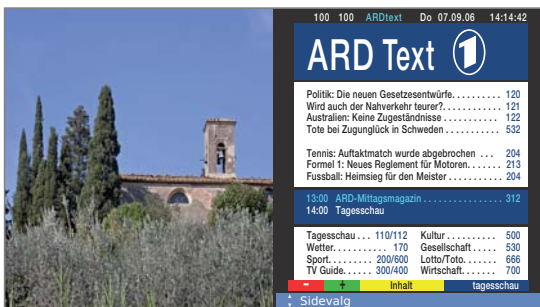 100 100 ARDtext Do 07.09.06 14:14:42
ARD Text 1
Politik: Die neuen Gesetzesentwürfe.......... 120
Wird auch der Nahverkehr teurer?........... 121
Australien: Keine Zugeständnisse ........... 122
Tote bei Zugunglück in Schweden ........... 532
Tennis: Auftaktmatch wurde abgebrochen ... 204
Formel 1: Neues Reglement für Motoren....... 213
Fussball: Heimsieg für den Meister ........... 204
13:00 ARD-Mittagsmagazin ................ 312
14:00 Tagesschau
Tagesschau ... 110/112 Kultur .......... 500
Wetter.......... 170 Gesellschaft ..... 530
Sport........ 200/600 Lotto/Toto....... 666
TV Guide...... 300/400 Wirtschaft....... 700
- + Inhalt tagesschau
Sidevalg